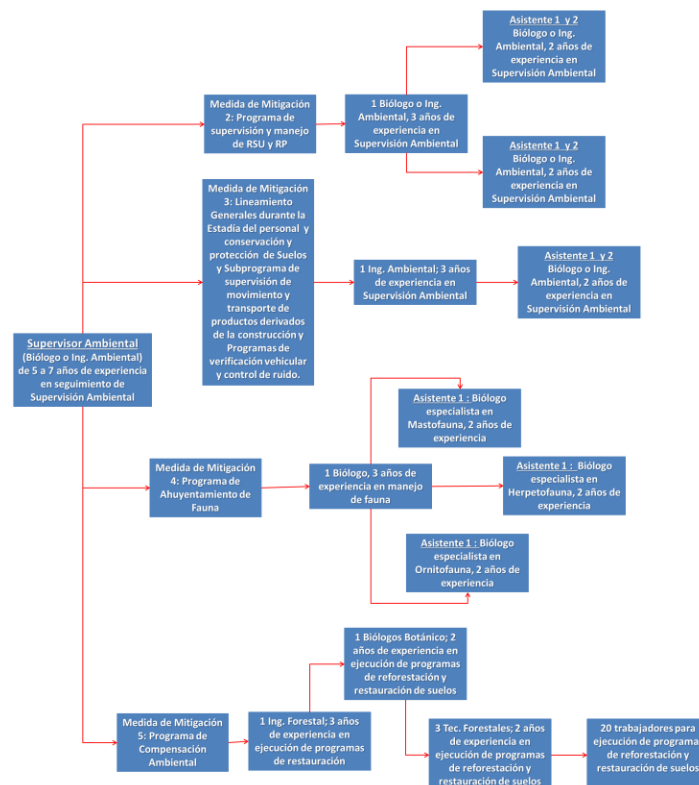 Asistente 1 y 2
Biólogo o Ing.
Ambiental, 2 años de
experiencia en
Supervisión Ambiental
Medida de Mitigación
2: Programa de
supervisión y manejo
de RSU y RP
1 Biólogo o Ing.
Ambiental, 3 años de
experiencia en
Supervisión Ambiental
Asistente 1 y 2
Biólogo o Ing.
Ambiental, 2 años de
experiencia en
Supervisión Ambiental
Medida de Mitigación
3: Lineamiento
Generales durante la
Estadía del personal y
conservación y
protección de Suelos
y Subprograma de
supervisión de
movimiento y
transporte de
productos derivados
de la construcción y
Programas de
verificación vehicular
y control de ruido.
1 Ing. Ambiental; 3 años
de experiencia en
Supervisión Ambiental
Asistente 1 y 2
Biólogo o Ing.
Ambiental, 2 años de
experiencia en
Supervisión Ambiental
Supervisor Ambiental
(Biólogo o Ing. Ambiental)
de 5 a 7 años de experiencia
en seguimiento de
Supervisión Ambiental
Medida de Mitigación
4: Programa de
Ahuyentamiento de
Fauna
1 Biólogo, 3 años de
experiencia en manejo
de fauna
Asistente 1 : Biólogo
especialista en
Mastofauna, 2 años de
experiencia
Asistente 1 : Biólogo
especialista en
Herpetofauna, 2 años de
experiencia
Asistente 1 : Biólogo
especialista en
Ornitofauna, 2 años de
experiencia
Medida de Mitigación
5: Programa de
Compensación
Ambiental
1 Ing. Forestal; 3 años
de experiencia en
ejecución de programas
de restauración
1 Biólogos Botánico; 2
años de experiencia en
ejecución de programas
de reforestación y
restauración de suelos
3 Tec. Forestales; 2 años
de experiencia en
ejecución de programas
de reforestación y
restauración de suelos
20 trabajadores para
ejecución de programas
de reforestación y
restauración de suelos